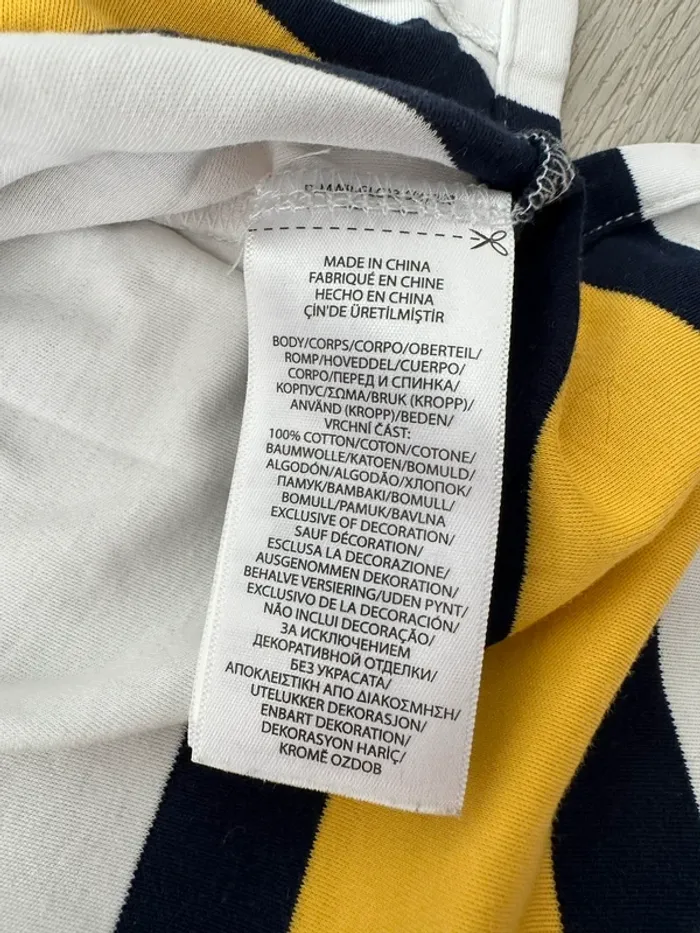 MADE IN CHINA
FABRIQUÉ EN CHINE
HECHO EN CHINA
ÇİN'DE ÜRETİLMİŞTİR
BODY/CORPS/CORPO/OBERTEIL/
ROMP/HOVEDDEL/CUERPO/
CORPO/ПЕРЕД И СПИНКА/
КОРПУС/ΣΩΜΑ/BRUK (KROPP)/
ANVÄND (KROPP)/BEDEN/
VRCHNÍ ČÁST:
100% COTTON/COTON/COTONE/
BAUMWOLLE/KATOEN/BOMULD/
ALGODÓN/ALGODÃO/ХЛОПОК/
ПАМУК/BAMBAKI/BOMULL/
BOMULL/PAMUK/BAVLNA
EXCLUSIVE OF DECORATION/
SAUF DÉCORATION/
ESCLUSA LA DECORAZIONE/
AUSGENOMMEN DEKORATION/
BEHALVE VERSIERING/UDEN PYNT/
EXCLUSIVO DE LA DECORACIÓN/
NÃO INCLUI DECORAÇÃO/
ЗА ИСКЛЮЧЕНИЕМ
ДЕКОРАТИВНОЙ ОТДЕЛКИ/
БЕЗ УКРАСАТА/
ΑΠΟΚΛΕΙΣΤΙΚΗ ΑΠΟ ΔΙΑΚΟΣΜΗΣΗ/
UTELUKKER DEKORASJON/
ENBART DEKORATION/
DEKORASYON HARİÇ/
KROMĚ OZDOB